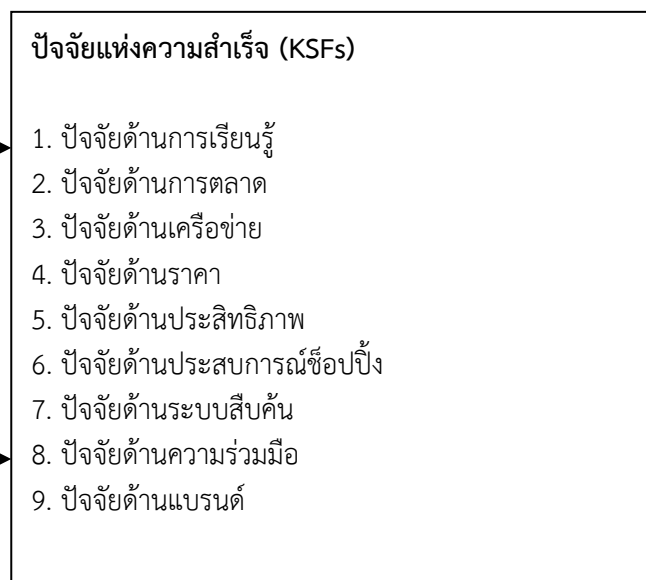 ปัจจัยแห่งความสำเร็จ (KSFs)
1. ปัจจัยด้านการเรียนรู้
2. ปัจจัยด้านการตลาด
3. ปัจจัยด้านเครือข่าย
4. ปัจจัยด้านราคา
5. ปัจจัยด้านประสิทธิภาพ
6. ปัจจัยด้านประสบการณ์ช็อปปิ้ง
7. ปัจจัยด้านระบบสืบค้น
8. ปัจจัยด้านความร่วมมือ
9. ปัจจัยด้านแบรนด์